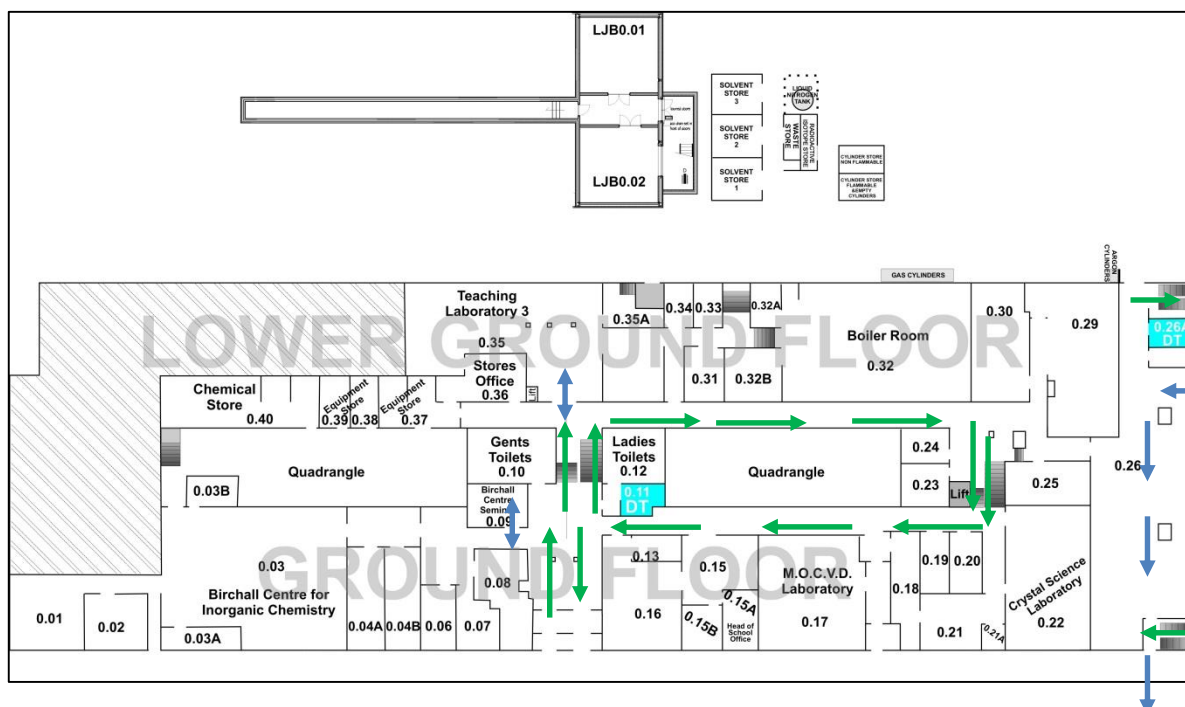 LJB0.01
LJB0.02
SOLVENT
STORE
3
SOLVENT
STORE
2
SOLVENT
STORE
1
LIQUID
NITROGEN
TANK
WASTE
STORE
RADIOACTIVE
ISOTOPE STORE
CYLINDER STORE
NON FLAMMABLE
CYLINDER STORE
FLAMMABLE
&EMPTY
CYLINDERS
ARGON
CYLINDERS
GAS CYLINDERS
LOWER GROUND FLOOR
Teaching
Laboratory 3
0.35
0.35A
0.34
0.33
0.32A
Boiler Room
0.32
0.30
0.29
0.26A
DT
Stores
Office
0.36
Lift
0.31
0.32B
Chemical
Store
0.40
Equipment
Store
0.39
0.38
Equipment
Store
0.37
Quadrangle
0.03B
Gents
Toilets
0.10
Ladies
Toilets
0.12
0.11
DT
Quadrangle
0.24
0.23
Lift
0.25
0.26
Birchall
Centre
0.09
GROUND FLOOR
0.03
Birchall Centre for
Inorganic Chemistry
0.01
0.02
0.03A
0.04A
0.04B
0.06
0.07
0.08
0.13
0.16
0.15
0.15A
0.15B
Head of
School
Office
M.O.C.V.D.
Laboratory
0.17
0.18
0.19
0.20
0.21
0.21A
Crystal Science
Laboratory
0.22